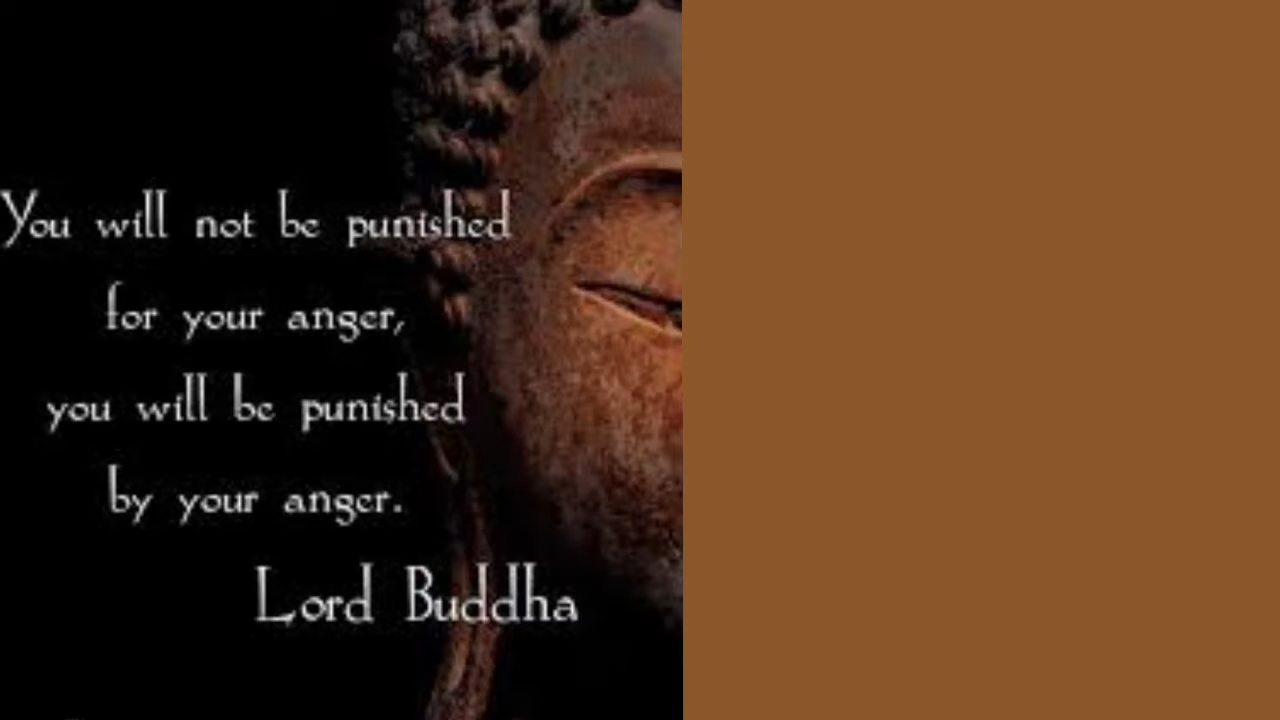 You will not be punished
for your anger,
you will be punished
by your anger.
Lord Buddha